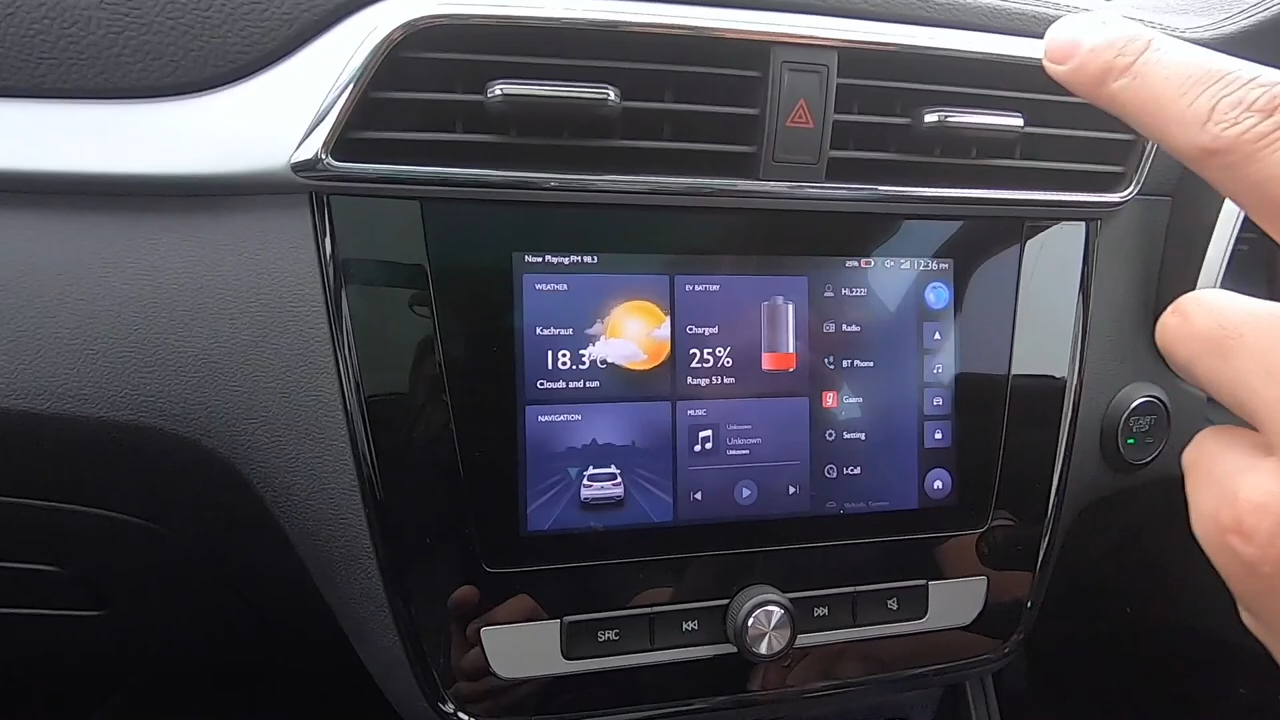 Now Playing:FM 98.3
25%
12:36 PM
WEATHER
Kachraut
18.3°C
Clouds and sun
EV BATTERY
Charged
25%
Range 53 km
NAVIGATION
MUSIC
Unknown
Unknown
Unknown
Hi,222!
Radio
BT Phone
g
Gaana
Setting
I-Call
START
STOP
SRC